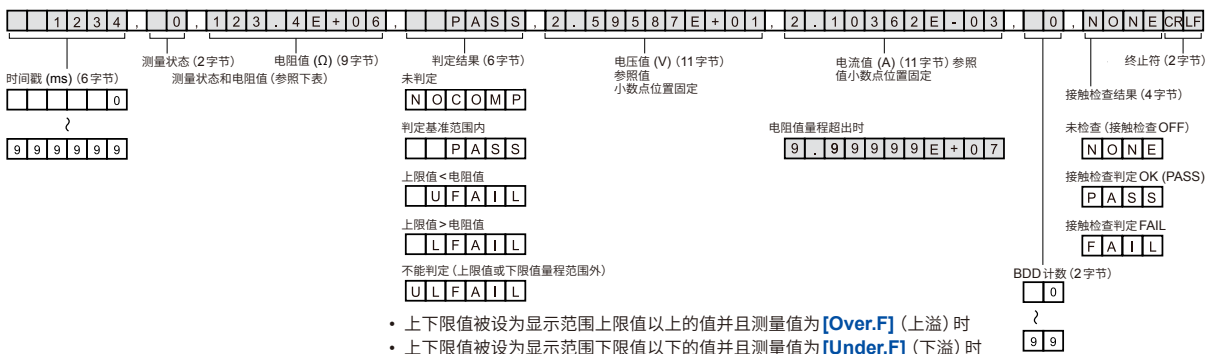 1234, 0,123.4E+06,  PASS,2.59587E+01,2.10362E-03, 0,NONECRLF
测量状态(2字节)
电阻值(Ω)(9字节)
判定结果(6字节)
电压值(V)(11字节)
参照值
小数点位置固定
电流值(A)(11字节)参照
值小数点位置固定
终止符(2字节)
时间戳(ms)(6字节)
测量状态和电阻值(参照下表)
0
~
999999
未判定
NOCOMP
判定基准范围内
PASS
上限值<电阻值
UFAIL
上限值>电阻值
LFAIL
不能判定(上限值或下限值量程范围外)
ULFAIL
电阻值量程超出时
9.99999E+07
接触检查结果(4字节)
未检查(接触检查OFF)
NONE
接触检查判定OK(PASS)
PASS
接触检查判定FAIL
FAIL
BDD计数(2字节)
0
~
99
• 上下限值被设为显示范围上限值以上的值并且测量值为[Over.F](上溢)时
• 上下限值被设为显示范围下限值以下的值并且测量值为[Under.F](下溢)时